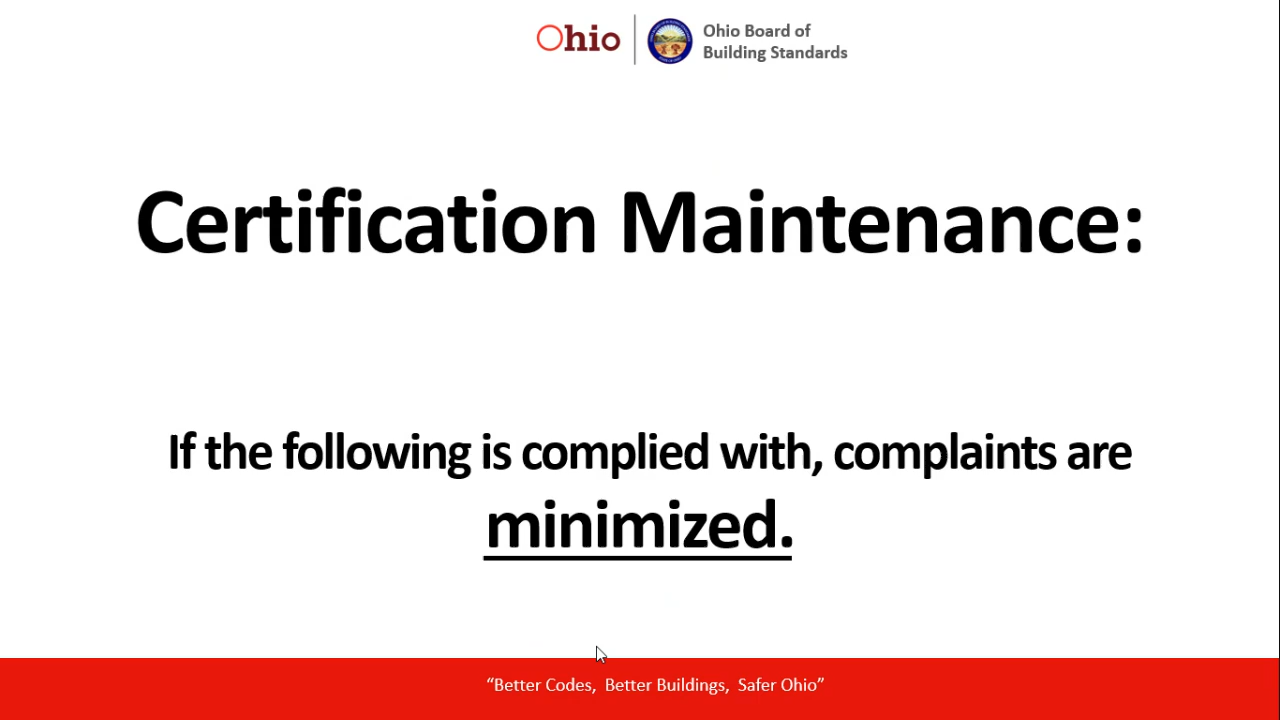 Ohio
Ohio Board of
Building Standards
Certification Maintenance:
If the following is complied with, complaints are
minimized.
“Better Codes,  Better Buildings,  Safer Ohio”